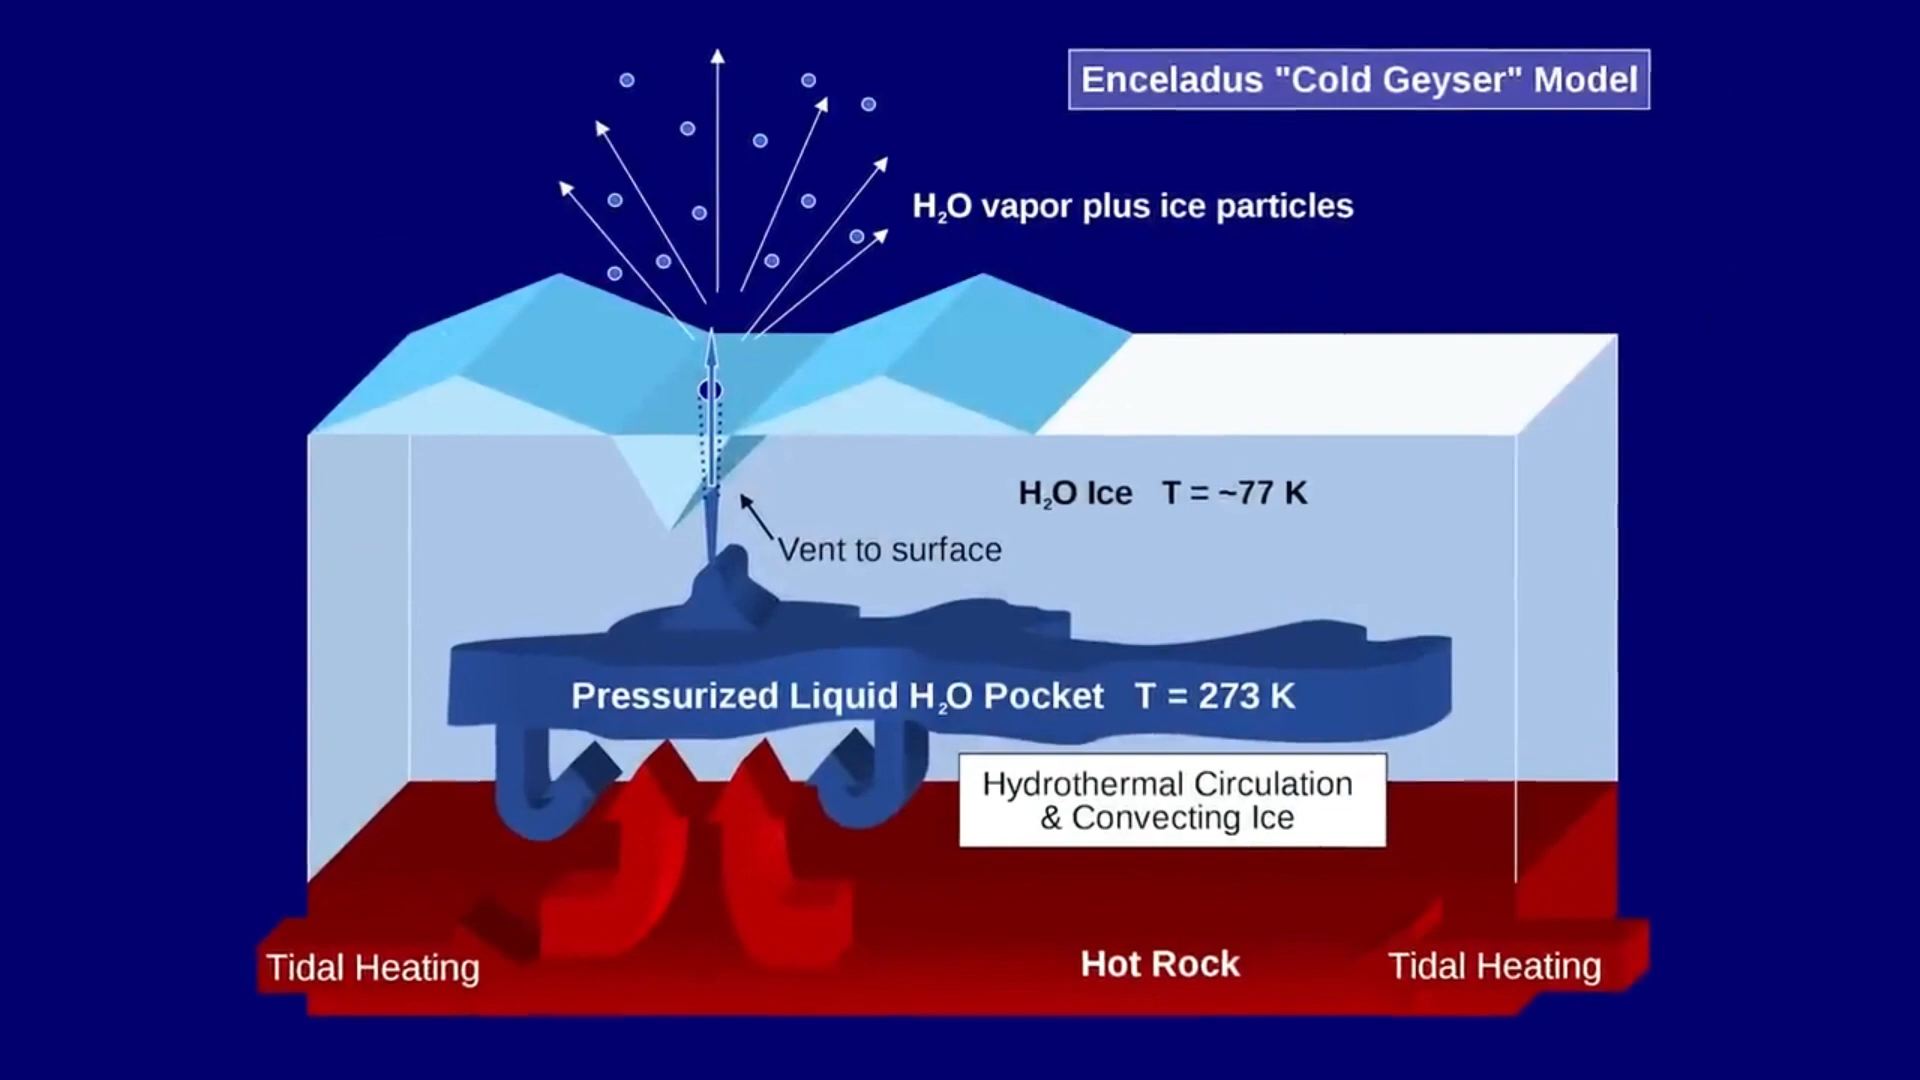 Enceladus "Cold Geyser" Model
H₂O vapor plus ice particles
H₂O Ice T = ~77 K
Vent to surface
Pressurized Liquid H₂O Pocket T = 273 K
Hydrothermal Circulation
& Convecting Ice
Tidal Heating
Hot Rock
Tidal Heating